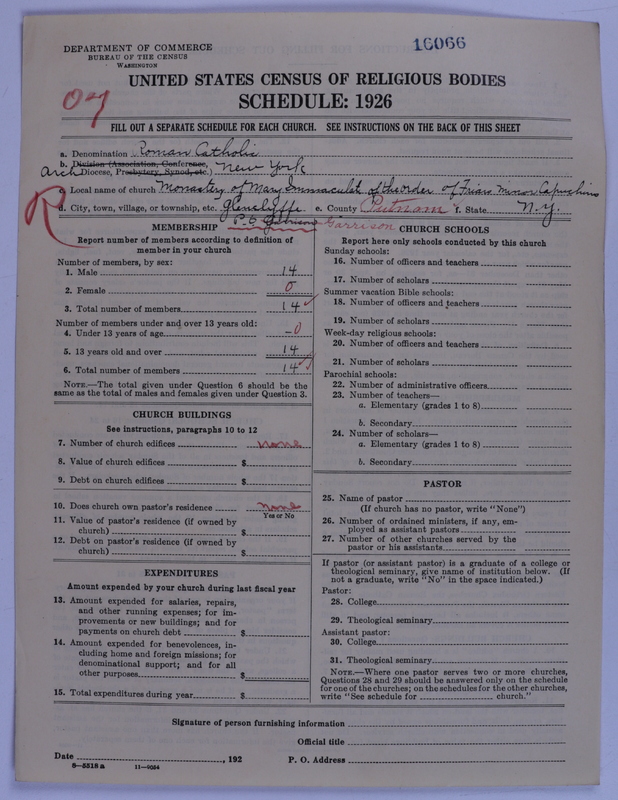 16066
DEPARTMENT OF COMMERCE
BUREAU OF THE CENSUS
WASHINGTON
UNITED STATES CENSUS OF RELIGIOUS BODIES
SCHEDULE: 1926
FILL OUT A SEPARATE SCHEDULE FOR EACH CHURCH. SEE INSTRUCTIONS ON THE BACK OF THIS SHEET
a. Denomination Roman Catholic
b. Division (Association, Conference, New York
arch Diocese, Presbytery, Synod, etc.)
c. Local name of church Monastery of Mary Immaculate of the order of Friars Minor Capuchins
d. City, town, village, or township, etc. Glenclyffe e. County Putnam f. State N.Y.
P.O. Garrison Garrison
MEMBERSHIP
Report number of members according to definition of
member in your church
Number of members, by sex:
1. Male 14
2. Female 0
3. Total number of members 14
Number of members under and over 13 years old:
4. Under 13 years of age -0
5. 13 years old and over 14
6. Total number of members 14
NOTE.—The total given under Question 6 should be the
same as the total of males and females given under Question 3.
CHURCH BUILDINGS
See instructions, paragraphs 10 to 12
7. Number of church edifices none
8. Value of church edifices $
9. Debt on church edifices $
10. Does church own pastor's residence none
Yes or No
11. Value of pastor's residence (if owned by
church) $
12. Debt on pastor's residence (if owned by
church) $
EXPENDITURES
Amount expended by your church during last fiscal year
13. Amount expended for salaries, repairs,
and other running expenses; for im-
provements or new buildings; and for
payments on church debt $
14. Amount expended for benevolences, in-
cluding home and foreign missions; for
denominational support; and for all
other purposes $
15. Total expenditures during year $
CHURCH SCHOOLS
Report here only schools conducted by this church
Sunday schools:
16. Number of officers and teachers
17. Number of scholars
Summer vacation Bible schools:
18. Number of officers and teachers
19. Number of scholars
Week-day religious schools:
20. Number of officers and teachers
21. Number of scholars
Parochial schools:
22. Number of administrative officers
23. Number of teachers—
a. Elementary (grades 1 to 8)
b. Secondary
24. Number of scholars—
a. Elementary (grades 1 to 8)
b. Secondary
PASTOR
25. Name of pastor
(If church has no pastor, write "None")
26. Number of ordained ministers, if any, em-
ployed as assistant pastors
27. Number of other churches served by the
pastor or his assistants
If pastor (or assistant pastor) is a graduate of a college or
theological seminary, give name of institution below. (If
not a graduate, write "No" in the space indicated.)
Pastor:
28. College
29. Theological seminary
Assistant pastor:
30. College
31. Theological seminary
NOTE.—Where one pastor serves two or more churches,
Questions 28 and 29 should be answered only on the schedule
for one of the churches; on the schedules for the other churches,
write "See schedule for church."
Signature of person furnishing information
Official title
Date , 192 P. O. Address
8—5518 a 11—9034